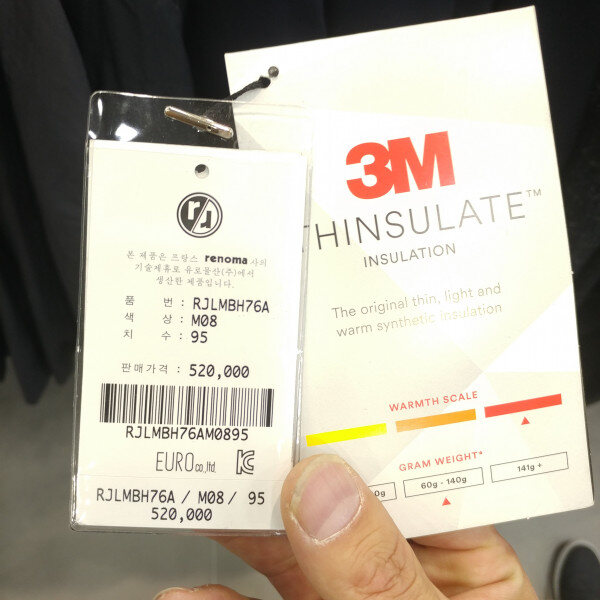 rJ
본 제품은 프랑스 renoma 사의
기술제휴로 유로물산(주)에서
생산한 제품입니다.
품 번 : RJLMBH76A
색 상 : M08
치 수 : 95
판매가격 : 520,000
RJLMBH76AM0895
EURO co,ltd.
RJLMBH76A / M08 / 95
520,000
3M
HINSULATE™
INSULATION
The original thin, light and
warm synthetic insulation
WARMTH SCALE
GRAM WEIGHT*
0g 60g - 140g 141g +